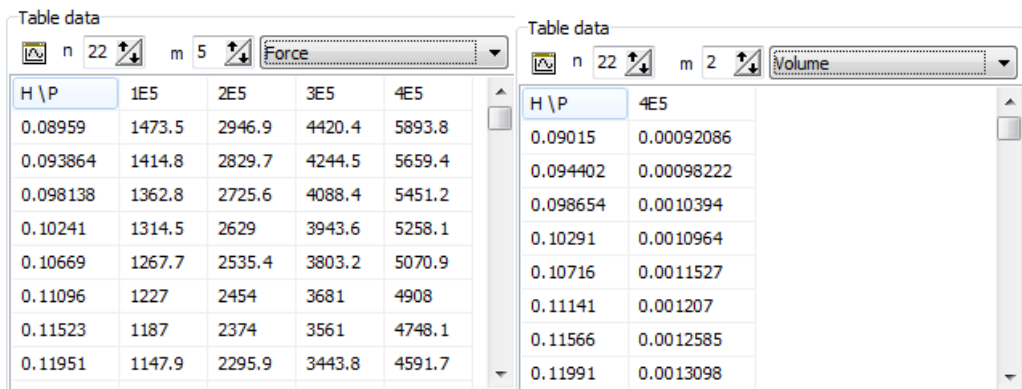 Table data
n 22 m 5 Force
H \P 1E5 2E5 3E5 4E5
0.08959 1473.5 2946.9 4420.4 5893.8
0.093864 1414.8 2829.7 4244.5 5659.4
0.098138 1362.8 2725.6 4088.4 5451.2
0.10241 1314.5 2629 3943.6 5258.1
0.10669 1267.7 2535.4 3803.2 5070.9
0.11096 1227 2454 3681 4908
0.11523 1187 2374 3561 4748.1
0.11951 1147.9 2295.9 3443.8 4591.7
Table data
n 22 m 2 Volume
H \P 4E5
0.09015 0.00092086
0.094402 0.00098222
0.098654 0.0010394
0.10291 0.0010964
0.10716 0.0011527
0.11141 0.001207
0.11566 0.0012585
0.11991 0.0013098